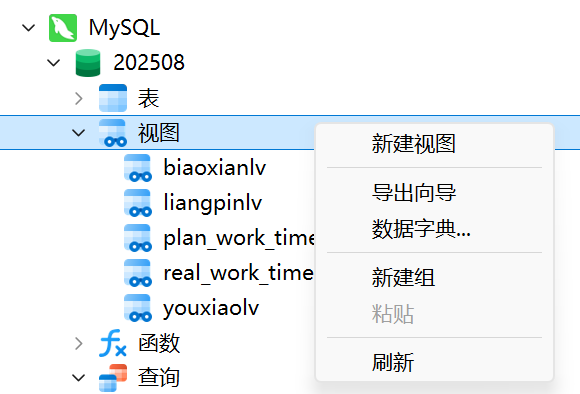 MySQL
202508
表
视图
新建视图
biaoxianlv
导出向导
liangpinlv
数据字典...
plan_work_time
real_work_time
新建组
youxiaolv
粘贴
函数
刷新
查询